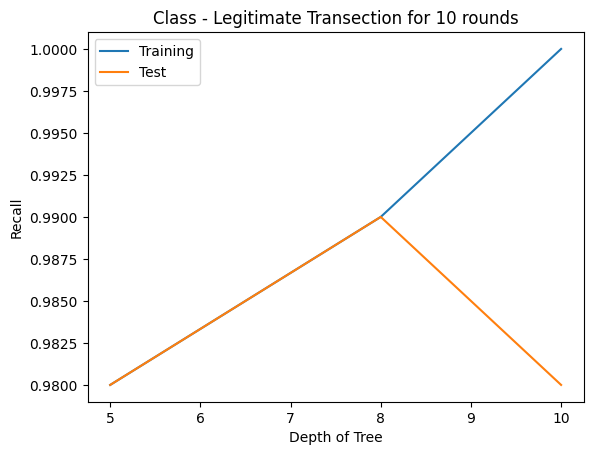 Class - Legitimate Transection for 10 rounds
Training
Test
1.0000
0.9975
0.9950
0.9925
0.9900
0.9875
0.9850
0.9825
0.9800
Recall
5 6 7 8 9 10
Depth of Tree